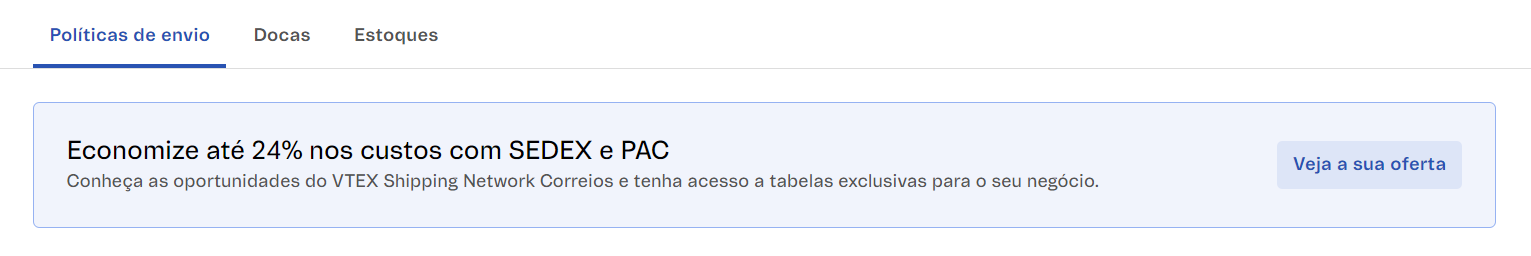 Políticas de envio Docas Estoques
Economize até 24% nos custos com SEDEX e PAC
Conheça as oportunidades do VTEX Shipping Network Correios e tenha acesso a tabelas exclusivas para o seu negócio.
Veja a sua oferta